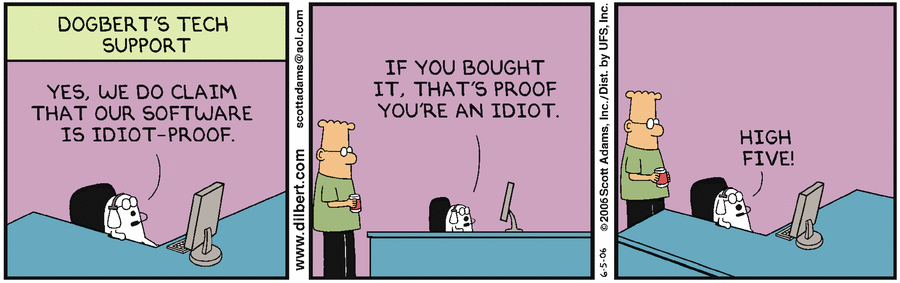 DOGBERT'S TECH
SUPPORT
YES, WE DO CLAIM
THAT OUR SOFTWARE
IS IDIOT-PROOF.
www.dilbert.com scottadams@aol.com
IF YOU BOUGHT
IT, THAT'S PROOF
YOU'RE AN IDIOT.
6-5-06 ©2006 Scott Adams, Inc./Dist. by UFS, Inc.
HIGH
FIVE!